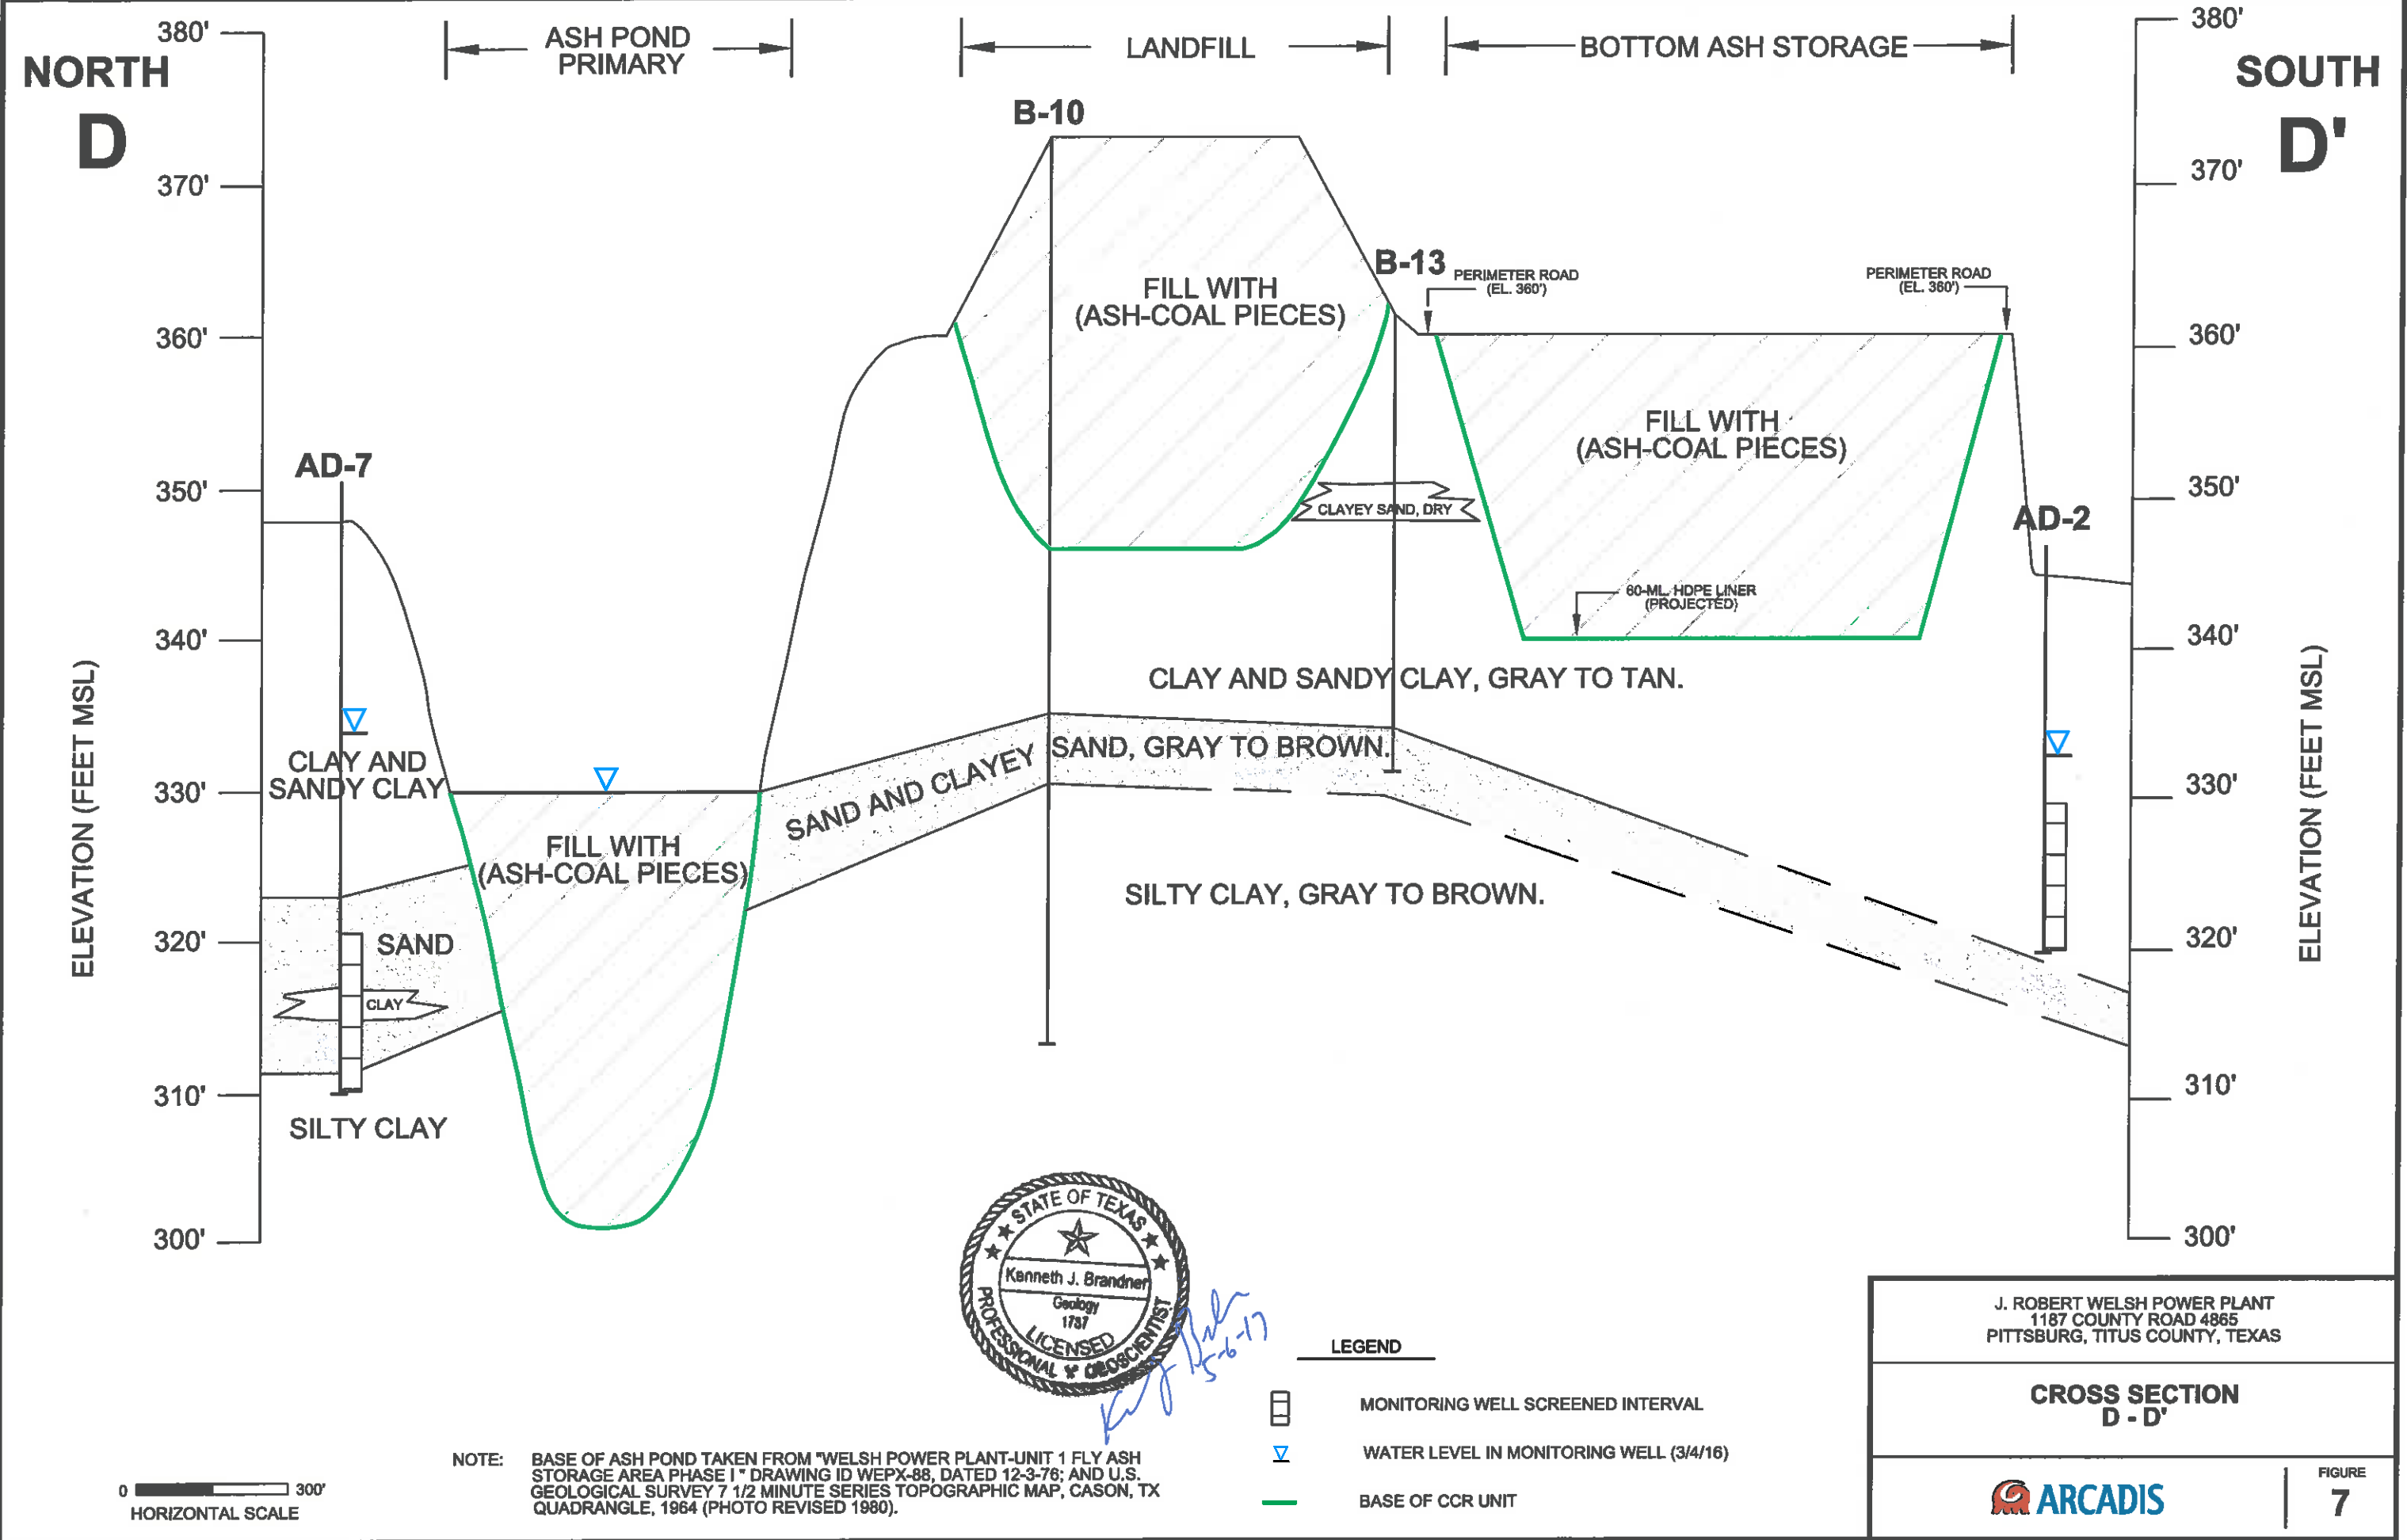 NORTH
D
SOUTH
D'
ASH POND
PRIMARY
LANDFILL
BOTTOM ASH STORAGE
380'
370'
360'
350'
340'
330'
320'
310'
300'
ELEVATION (FEET MSL)
380'
370'
360'
350'
340'
330'
320'
310'
300'
ELEVATION (FEET MSL)
B-10
B-13
PERIMETER ROAD
(EL. 360')
PERIMETER ROAD
(EL. 360')
FILL WITH
(ASH-COAL PIECES)
FILL WITH
(ASH-COAL PIECES)
AD-7
CLAYEY SAND, DRY
AD-2
60-ML. HDPE LINER
(PROJECTED)
CLAY AND SANDY CLAY, GRAY TO TAN.
CLAY AND
SANDY CLAY
SAND AND CLAYEY SAND, GRAY TO BROWN.
FILL WITH
(ASH-COAL PIECES)
SILTY CLAY, GRAY TO BROWN.
SAND
CLAY
SILTY CLAY
STATE OF TEXAS
Kenneth J. Brandner
Geology
1737
LICENSED
PROFESSIONAL GEOSCIENTIST
5-6-17
LEGEND
MONITORING WELL SCREENED INTERVAL
WATER LEVEL IN MONITORING WELL (3/4/16)
BASE OF CCR UNIT
NOTE: BASE OF ASH POND TAKEN FROM "WELSH POWER PLANT-UNIT 1 FLY ASH
STORAGE AREA PHASE I " DRAWING ID WEPX-88, DATED 12-3-76; AND U.S.
GEOLOGICAL SURVEY 7 1/2 MINUTE SERIES TOPOGRAPHIC MAP, CASON, TX
QUADRANGLE, 1964 (PHOTO REVISED 1980).
0 300'
HORIZONTAL SCALE
J. ROBERT WELSH POWER PLANT
1187 COUNTY ROAD 4865
PITTSBURG, TITUS COUNTY, TEXAS
CROSS SECTION
D - D'
ARCADIS
FIGURE
7